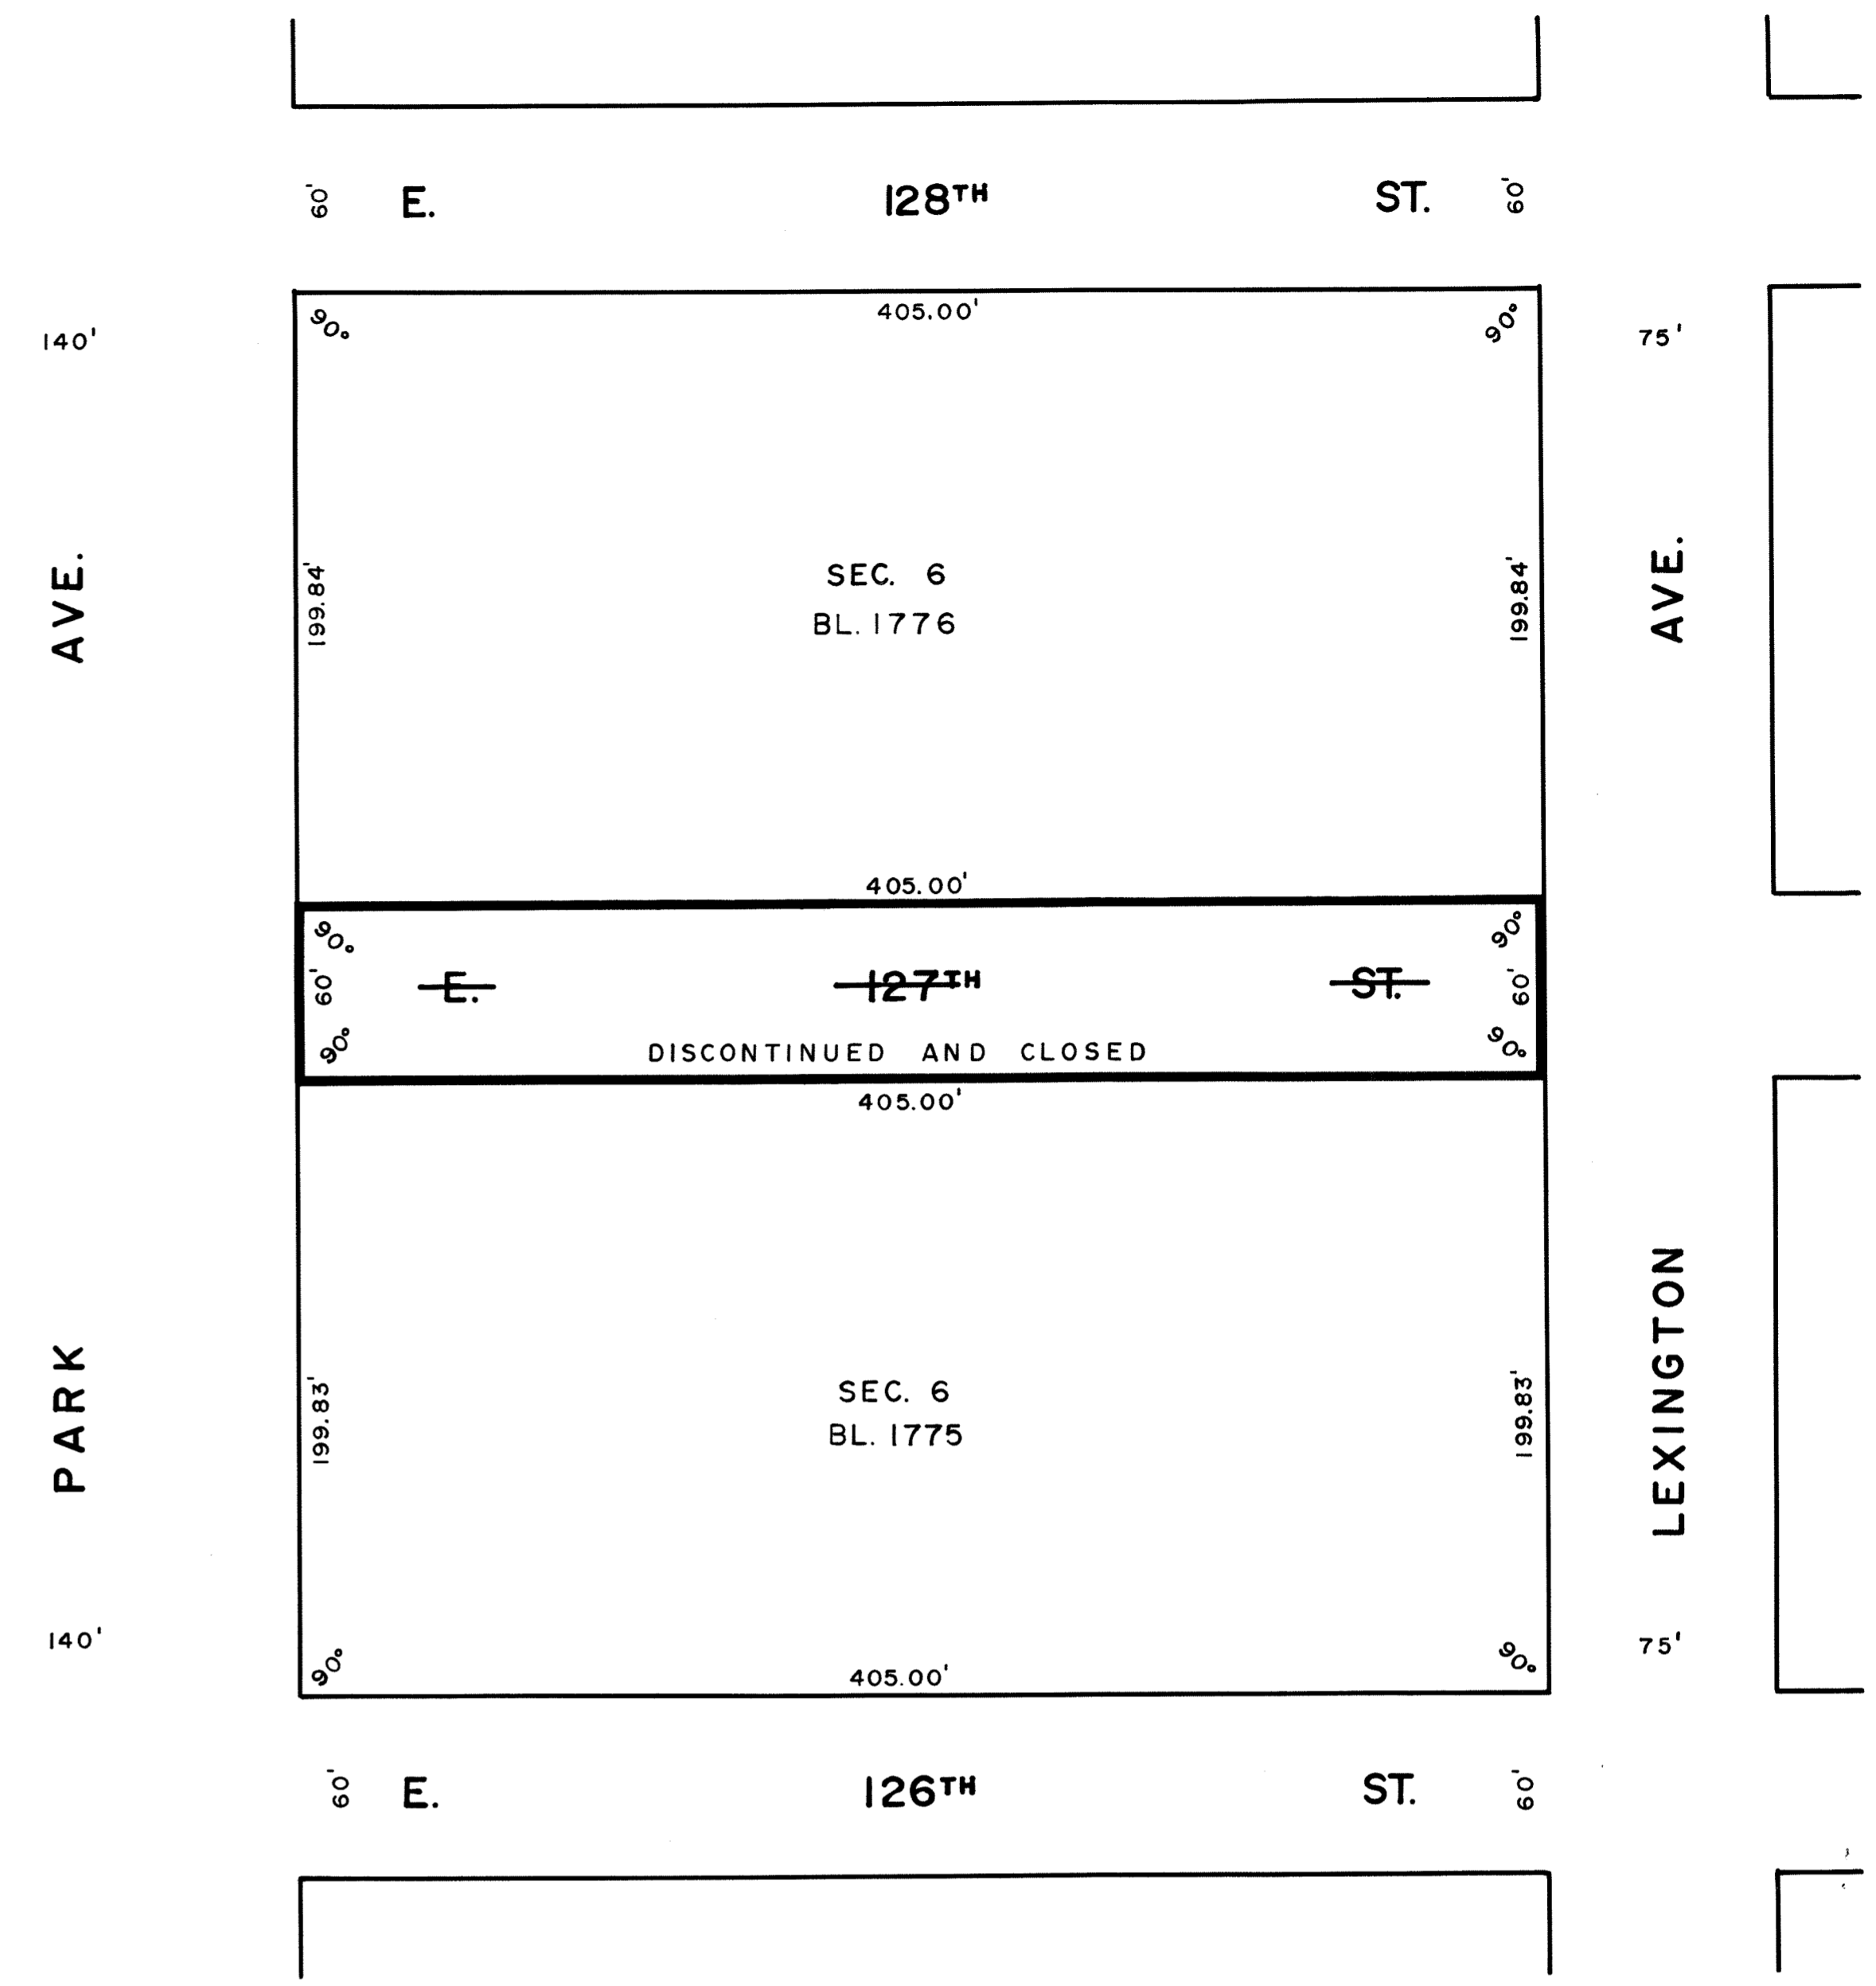 60' E. 128TH ST. 60'
90° 405.00' 90°
140'
75'
AVE.
199.84'
SEC. 6
BL. 1776
199.84'
AVE.
405.00'
90° 90°
60' E. 127TH ST. 60'
90° 90°
DISCONTINUED AND CLOSED
405.00'
PARK
199.83'
SEC. 6
BL. 1775
199.83'
LEXINGTON
140'
75'
90° 405.00' 90°
60' E. 126TH ST. 60'